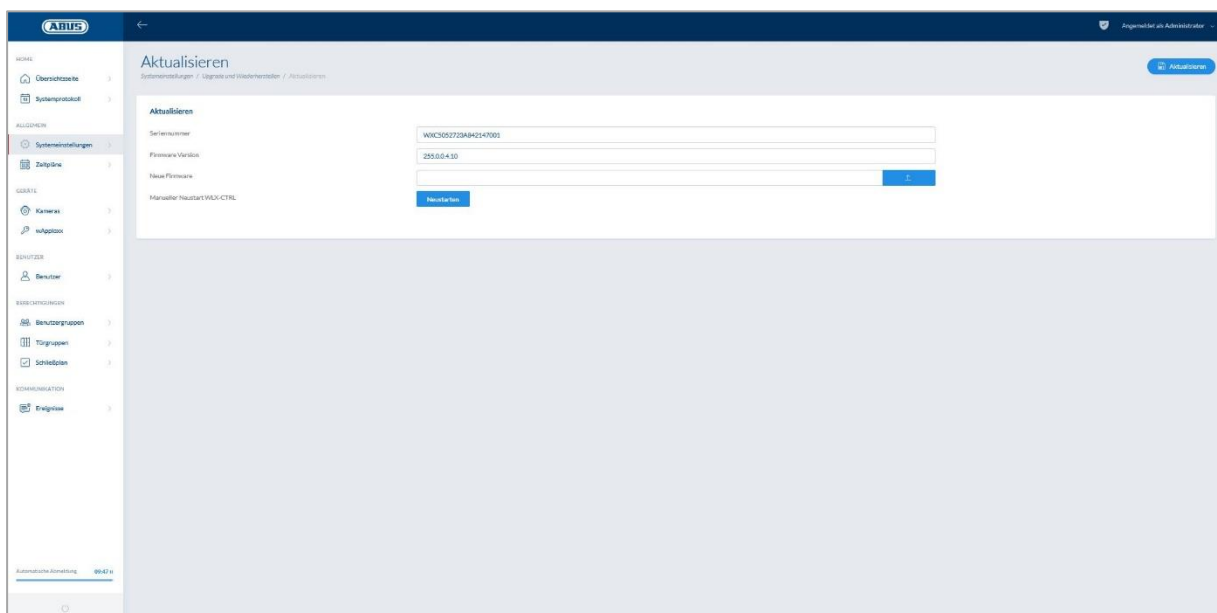 ABUS
Angemeldet als Administrator
HOME
Übersichtsseite
Systemprotokoll
ALLGEMEIN
Systemeinstellungen
Zeitpläne
GERÄTE
Kameras
wAppLoxx
BENUTZER
Benutzer
BERECHTIGUNGEN
Benutzergruppen
Türgruppen
Schließplan
KOMMUNIKATION
Ereignisse
Automatische Abmeldung
Aktualisieren
Systemeinstellungen / Upgrade und Wiederherstellen / Aktualisieren
Aktualisieren
Aktualisieren
Seriennummer
WXC5052720A842147001
Firmware Version
255.0.0.4.10
Neue Firmware
Manueller Neustart WLX-CTRL
Neustarten